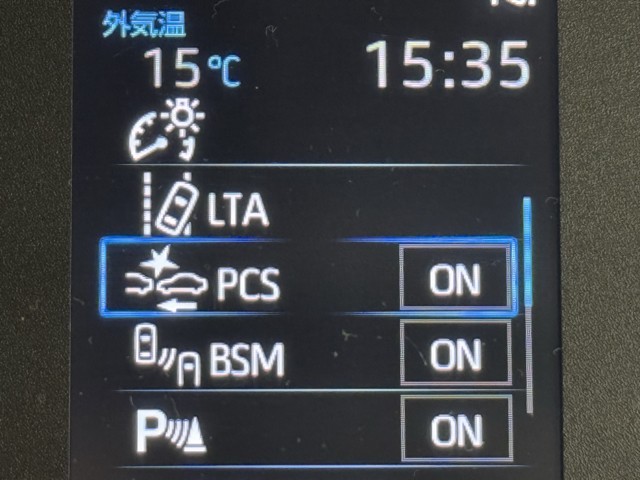 外気温
15℃ 15:35
LTA
PCS ON
BSM ON
P ON